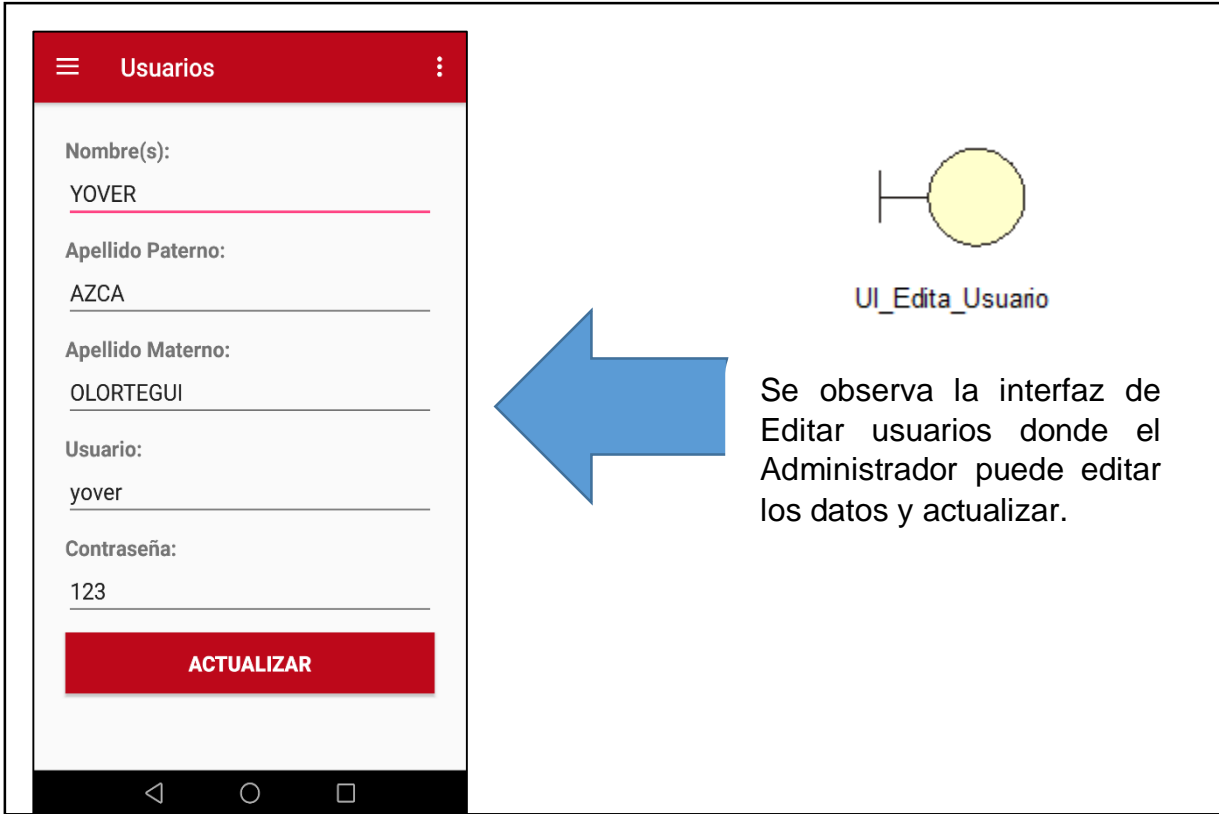 Usuarios
Nombre(s):
YOVER
Apellido Paterno:
AZCA
Apellido Materno:
OLORTEGUI
Usuario:
yover
Contraseña:
123
ACTUALIZAR
UI_Edita_Usuario
Se observa la interfaz de
Editar usuarios donde el
Administrador puede editar
los datos y actualizar.